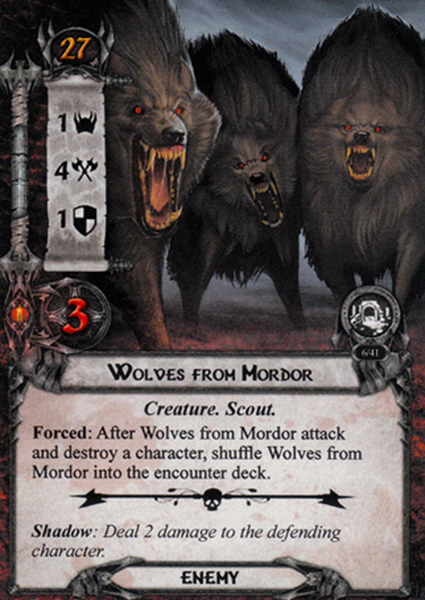 27
1
4
1
3
6/41
Wolves from Mordor
Creature. Scout.
Forced: After Wolves from Mordor attack
and destroy a character, shuffle Wolves from
Mordor into the encounter deck.
Shadow: Deal 2 damage to the defending
character.
ENEMY